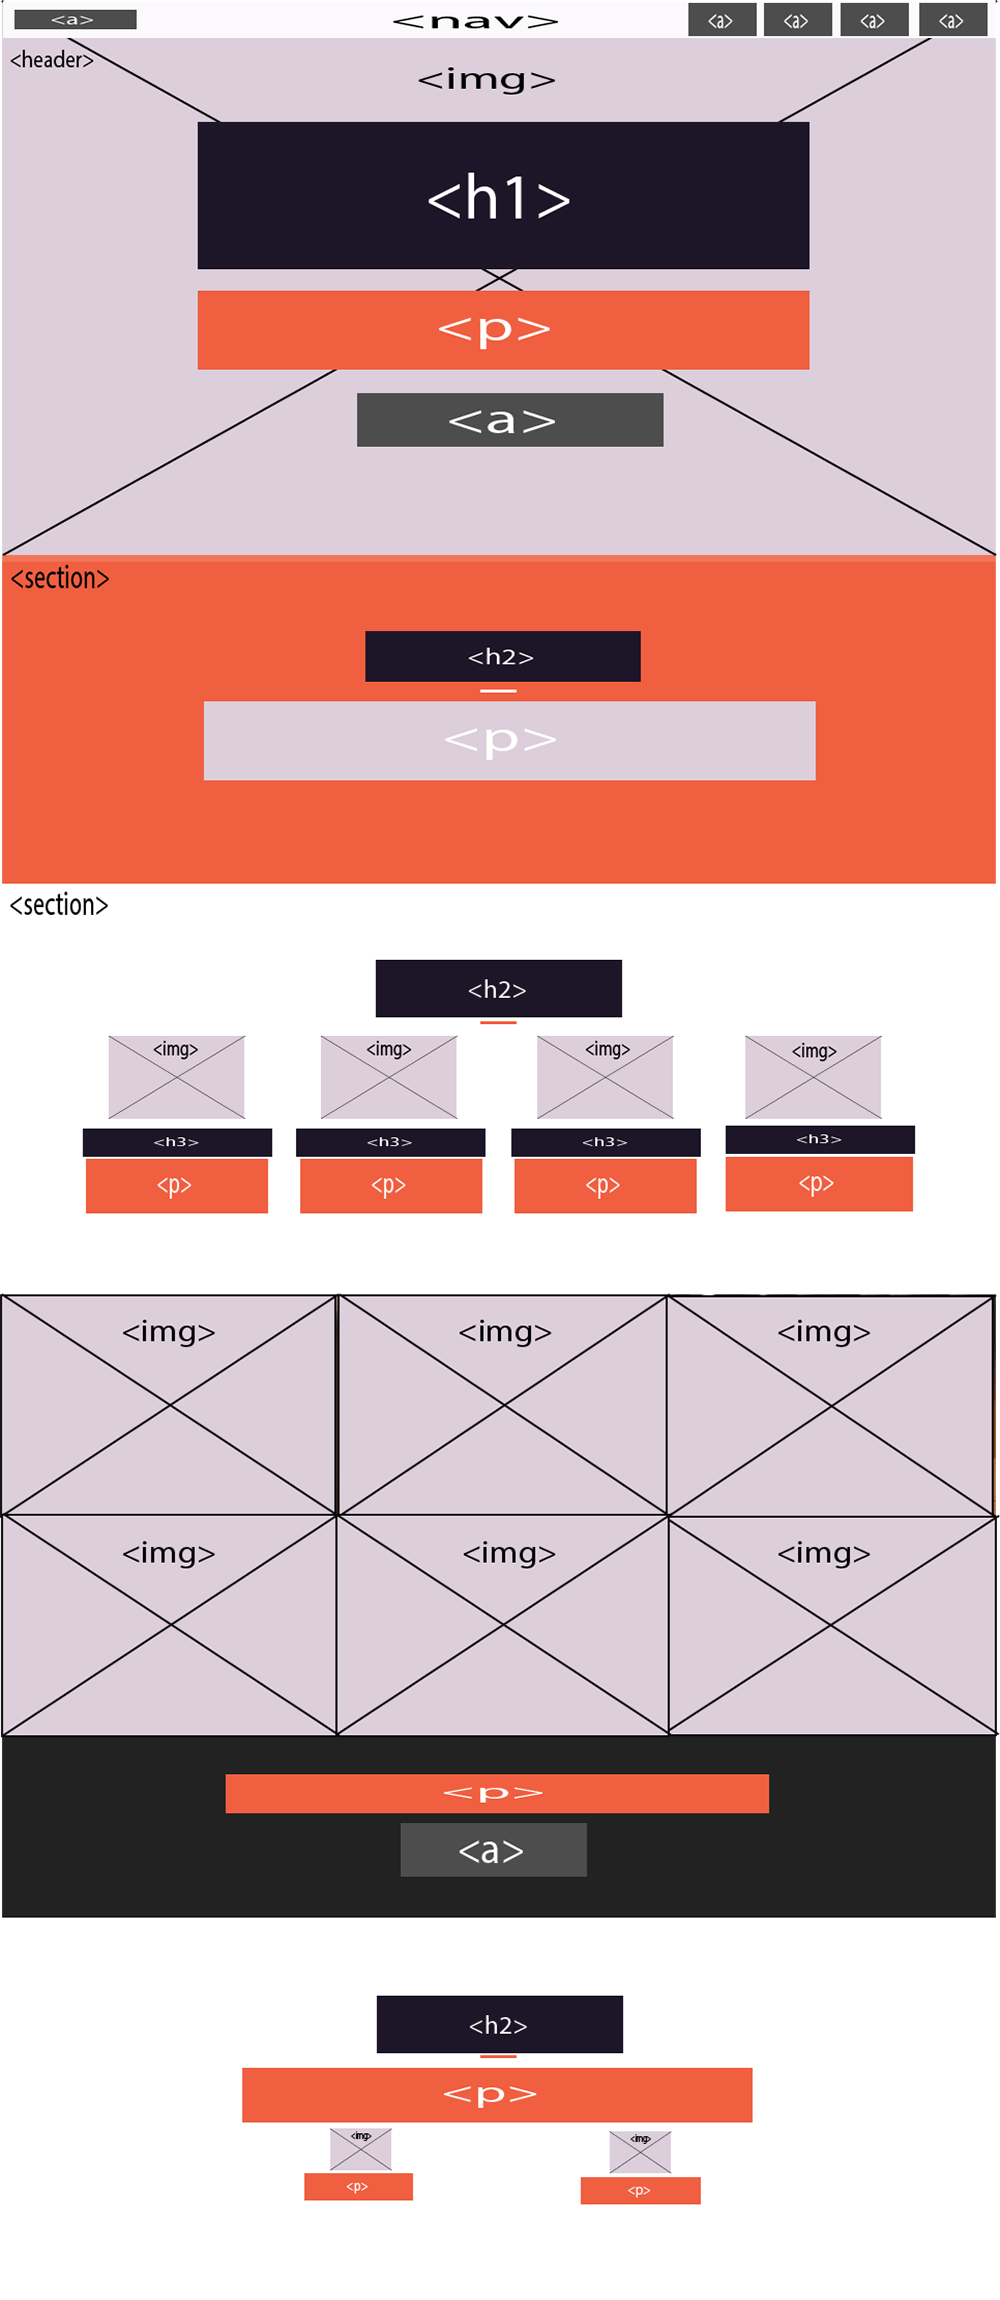 <a>
<nav>
<a> <a> <a> <a>
<header>
<img>
<h1>
<p>
<a>
<section>
<h2>
<p>
<section>
<h2>
<img> <img> <img> <img>
<h3> <h3> <h3> <h3>
<p> <p> <p> <p>
<img> <img> <img>
<img> <img> <img>
<p>
<a>
<h2>
<p>
<img> <img>
<p> <p>